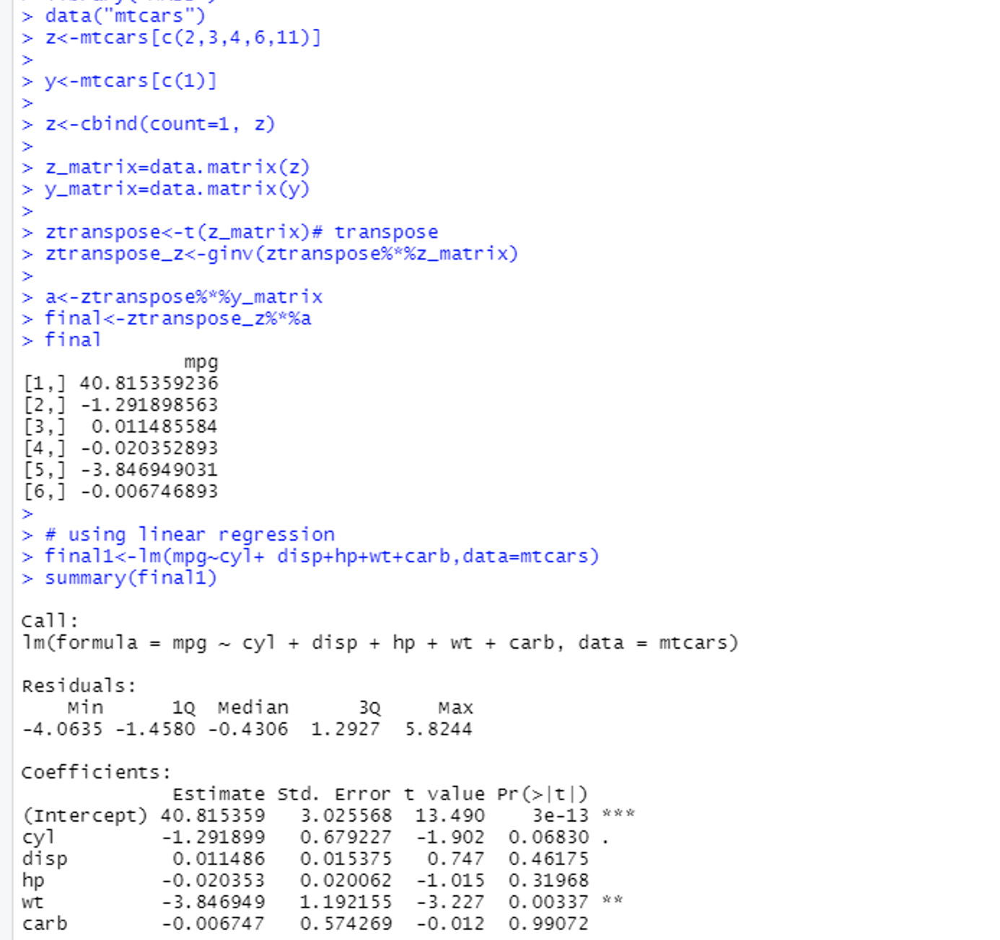 > data("mtcars")
> z<-mtcars[c(2,3,4,6,11)]
>
> y<-mtcars[c(1)]
>
> z<-cbind(count=1, z)
>
> z_matrix=data.matrix(z)
> y_matrix=data.matrix(y)
>
> ztranspose<-t(z_matrix)# transpose
> ztranspose_z<-ginv(ztranspose%*%z_matrix)
>
> a<-ztranspose%*%y_matrix
> final<-ztranspose_z%*%a
> final
              mpg
[1,] 40.815359236
[2,] -1.291898563
[3,]  0.011485584
[4,] -0.020352893
[5,] -3.846949031
[6,] -0.006746893
>
> # using linear regression
> final1<-lm(mpg~cyl+ disp+hp+wt+carb,data=mtcars)
> summary(final1)

Call:
lm(formula = mpg ~ cyl + disp + hp + wt + carb, data = mtcars)

Residuals:
    Min      1Q  Median      3Q     Max
-4.0635 -1.4580 -0.4306  1.2927  5.8244

Coefficients:
             Estimate Std. Error t value Pr(>|t|)
(Intercept) 40.815359   3.025568  13.490    3e-13 ***
cyl         -1.291899   0.679227  -1.902  0.06830 .
disp         0.011486   0.015375   0.747  0.46175
hp          -0.020353   0.020062  -1.015  0.31968
wt          -3.846949   1.192155  -3.227  0.00337 **
carb        -0.006747   0.574269  -0.012  0.99072